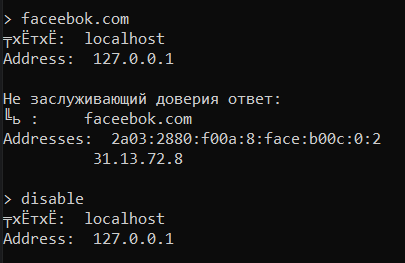 > faceebok.com
╤хЁтхЁ:  localhost
Address:  127.0.0.1
Не заслуживающий доверия ответ:
╚ь :     faceebok.com
Addresses:  2a03:2880:f00a:8:face:b00c:0:2
          31.13.72.8
> disable
╤хЁтхЁ:  localhost
Address:  127.0.0.1